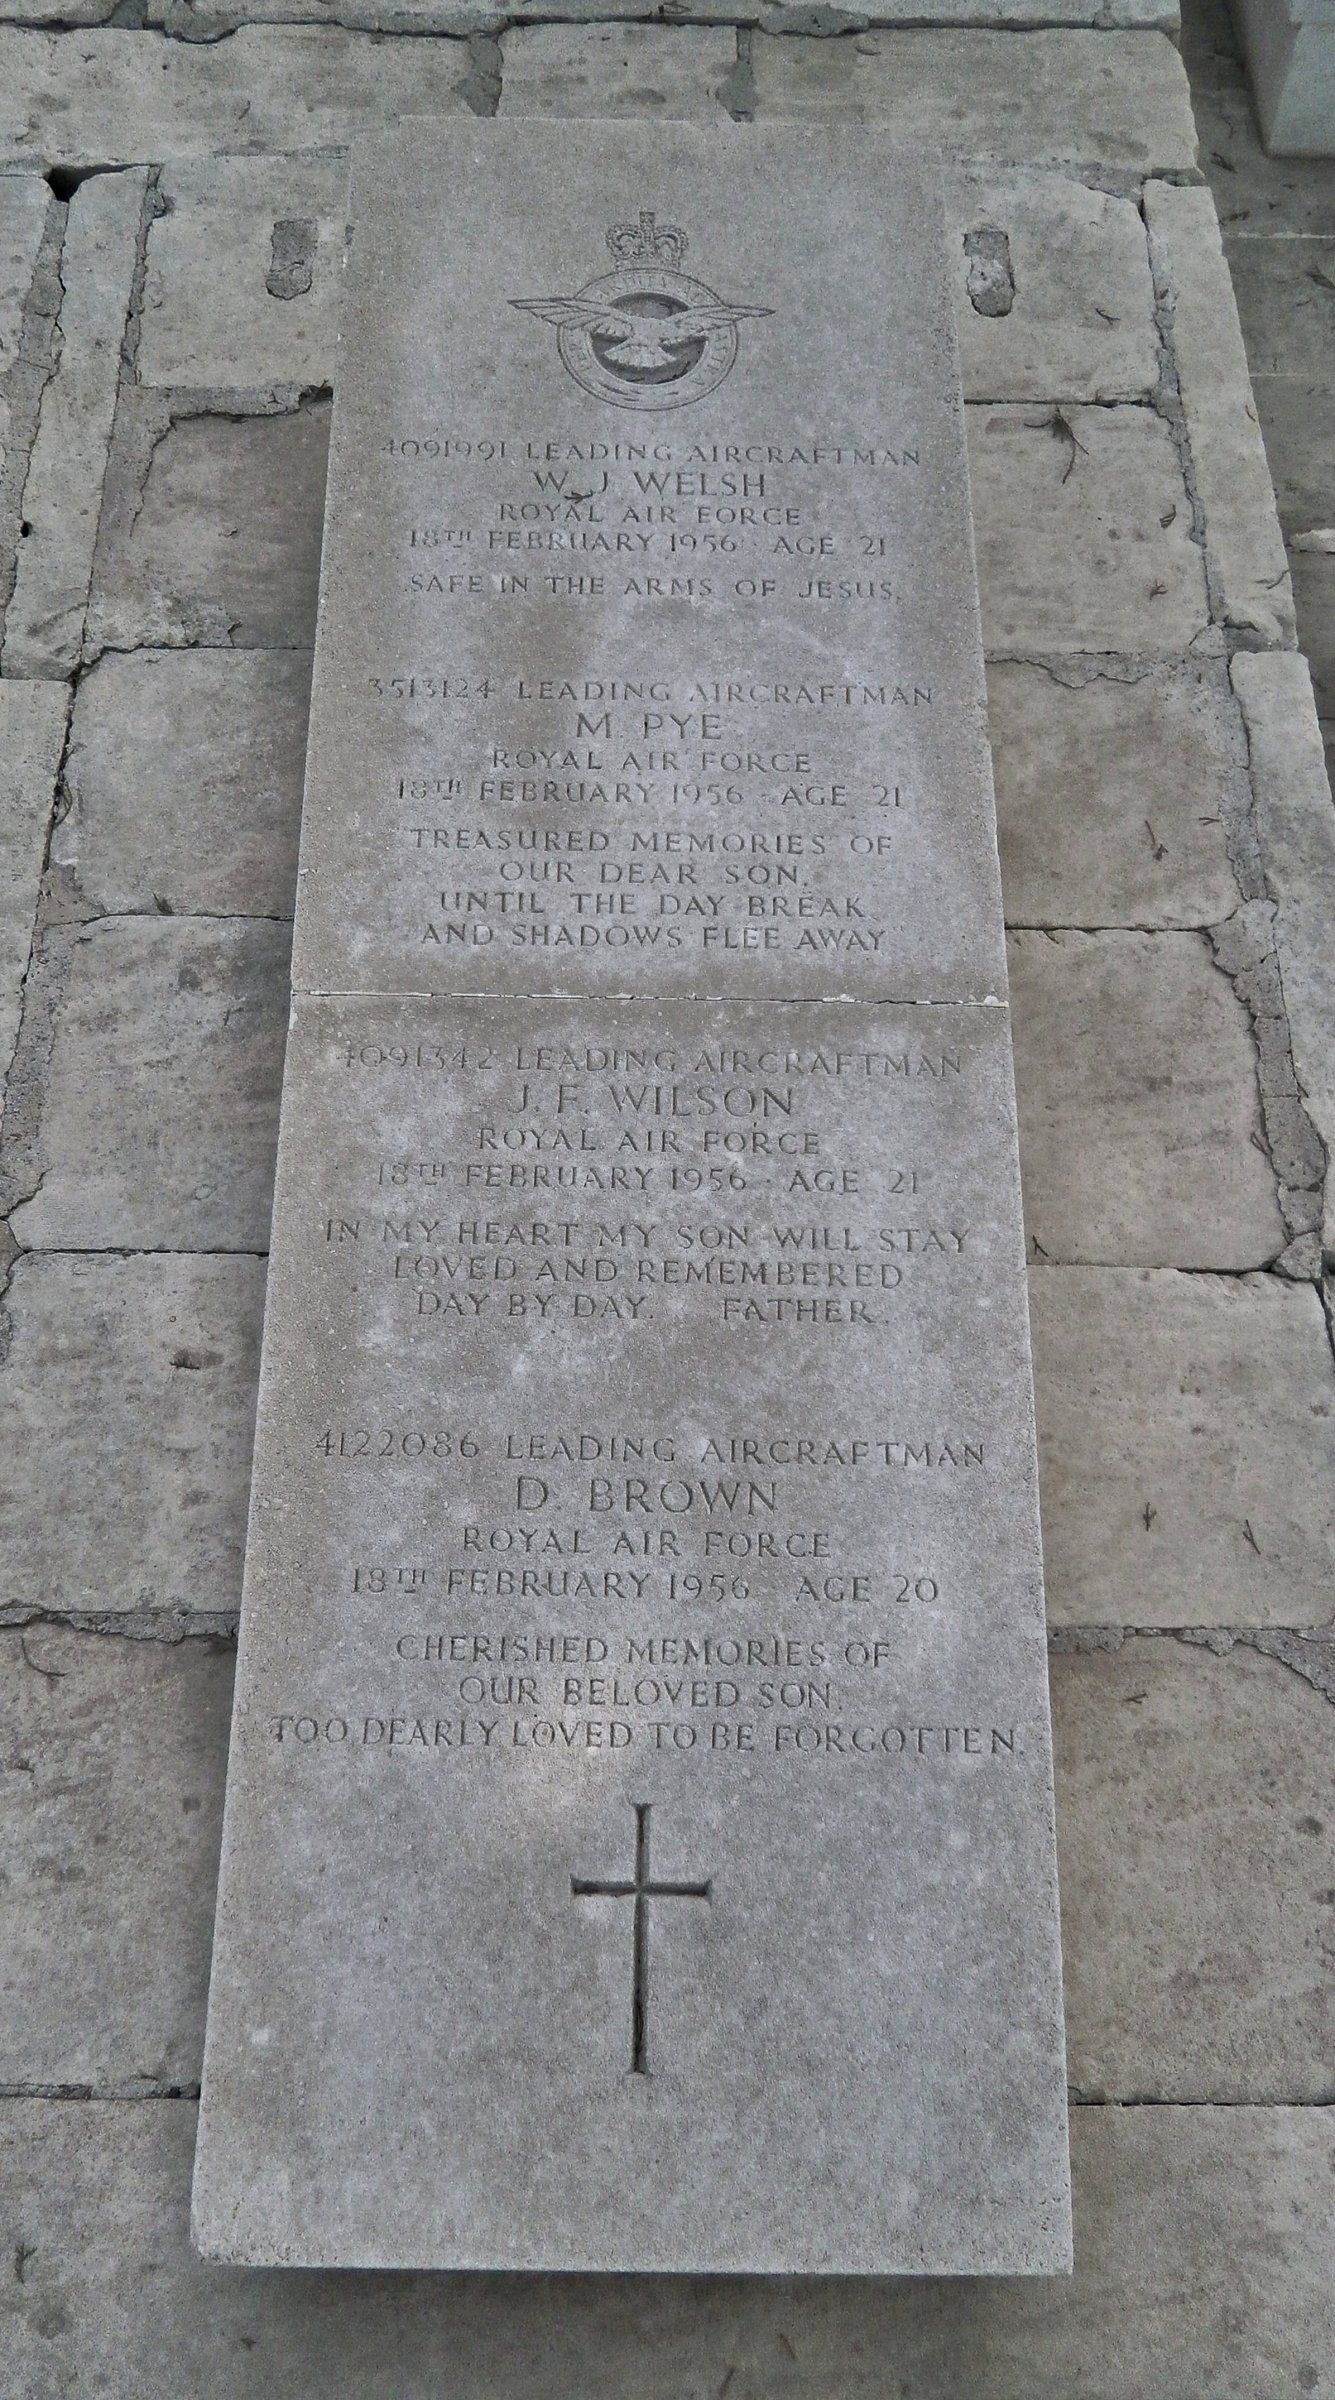 4091991 LEADING AIRCRAFTMAN
W. J. WELSH
ROYAL AIR FORCE
18TH FEBRUARY 1956 · AGE 21
SAFE IN THE ARMS OF JESUS.
3513124 LEADING AIRCRAFTMAN
M. PYE
ROYAL AIR FORCE
18TH FEBRUARY 1956 · AGE 21
TREASURED MEMORIES OF
OUR DEAR SON.
UNTIL THE DAY BREAK
AND SHADOWS FLEE AWAY
4091342 LEADING AIRCRAFTMAN
J. F. WILSON
ROYAL AIR FORCE
18TH FEBRUARY 1956 · AGE 21
IN MY HEART MY SON WILL STAY
LOVED AND REMEMBERED
DAY BY DAY. FATHER.
4122086 LEADING AIRCRAFTMAN
D. BROWN
ROYAL AIR FORCE
18TH FEBRUARY 1956 · AGE 20
CHERISHED MEMORIES OF
OUR BELOVED SON.
TOO DEARLY LOVED TO BE FORGOTTEN.